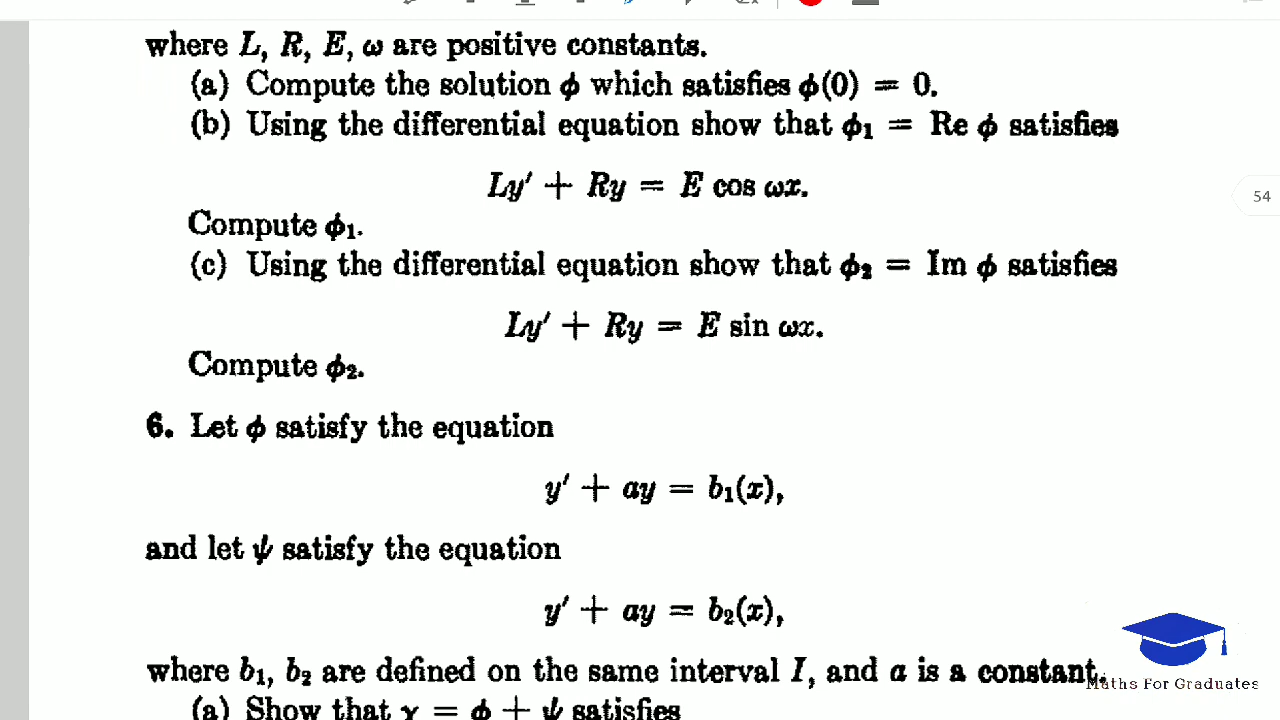 where L, R, E, ω are positive constants.
(a) Compute the solution ϕ which satisfies ϕ(0) = 0.
(b) Using the differential equation show that ϕ₁ = Re ϕ satisfies
Ly′ + Ry = E cos ωx.
54
Compute ϕ₁.
(c) Using the differential equation show that ϕ₂ = Im ϕ satisfies
Ly′ + Ry = E sin ωx.
Compute ϕ₂.
6. Let ϕ satisfy the equation
y′ + ay = b₁(x),
and let ψ satisfy the equation
y′ + ay = b₂(x),
where b₁, b₂ are defined on the same interval I, and a is a constant.
Maths For Graduates
(a) Show that χ = ϕ + ψ satisfies